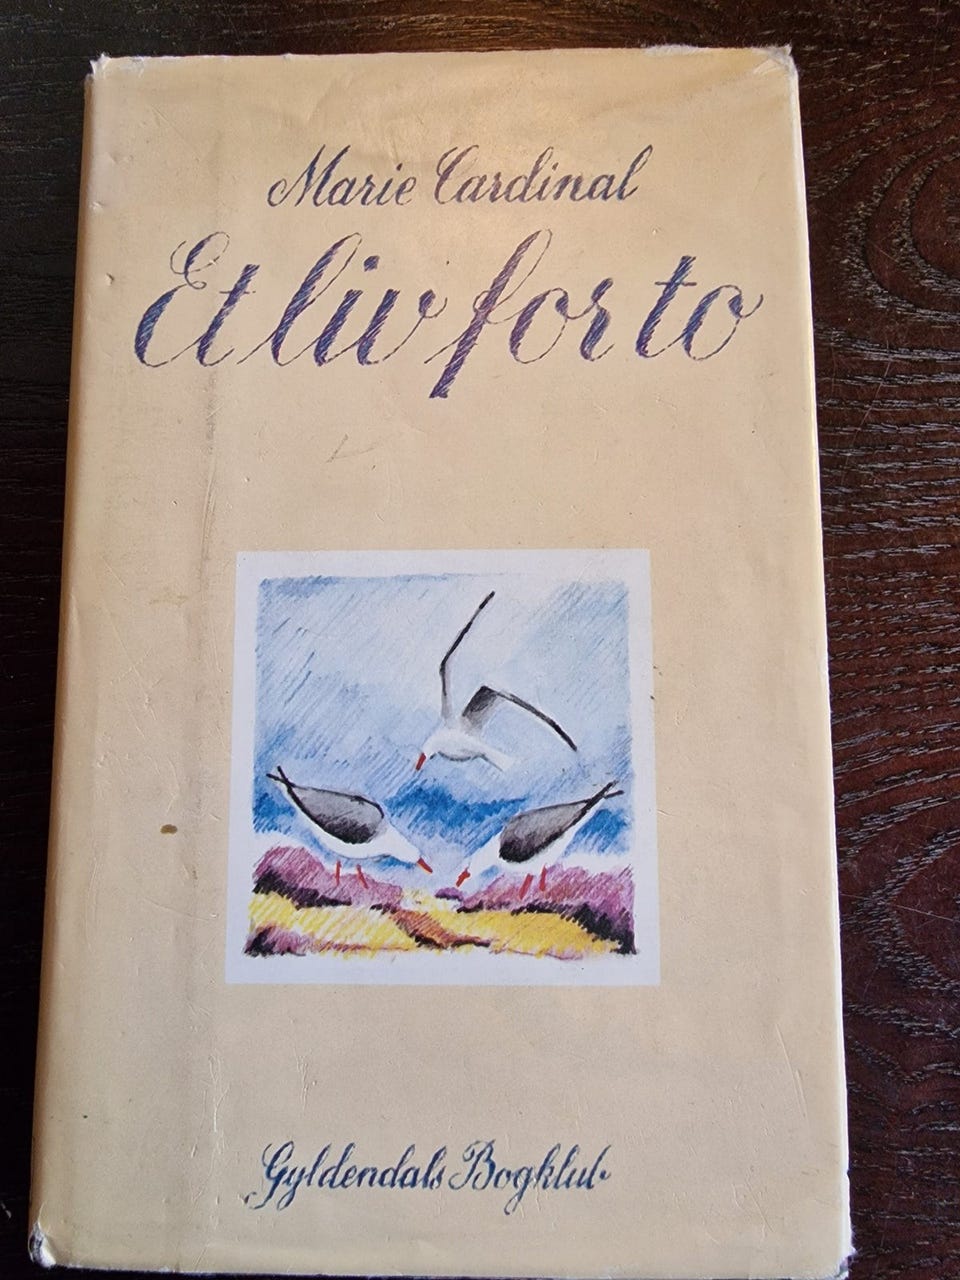 Marie Cardinal
Et liv for to
Gyldendals Bogklub